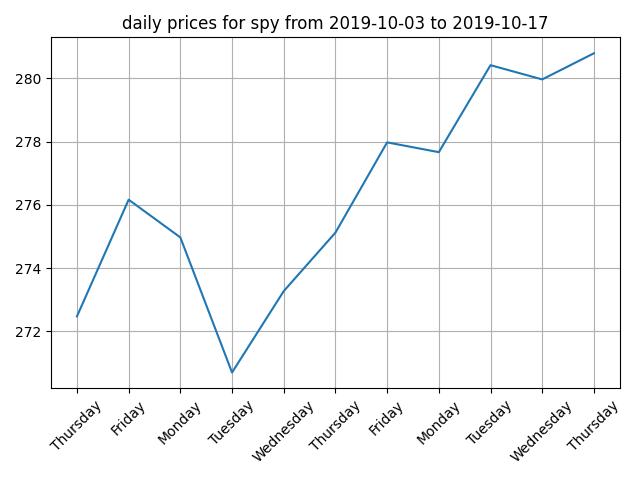 daily prices for spy from 2019-10-03 to 2019-10-17
280
278
276
274
272
Thursday
Friday
Monday
Tuesday
Wednesday
Thursday
Friday
Monday
Tuesday
Wednesday
Thursday